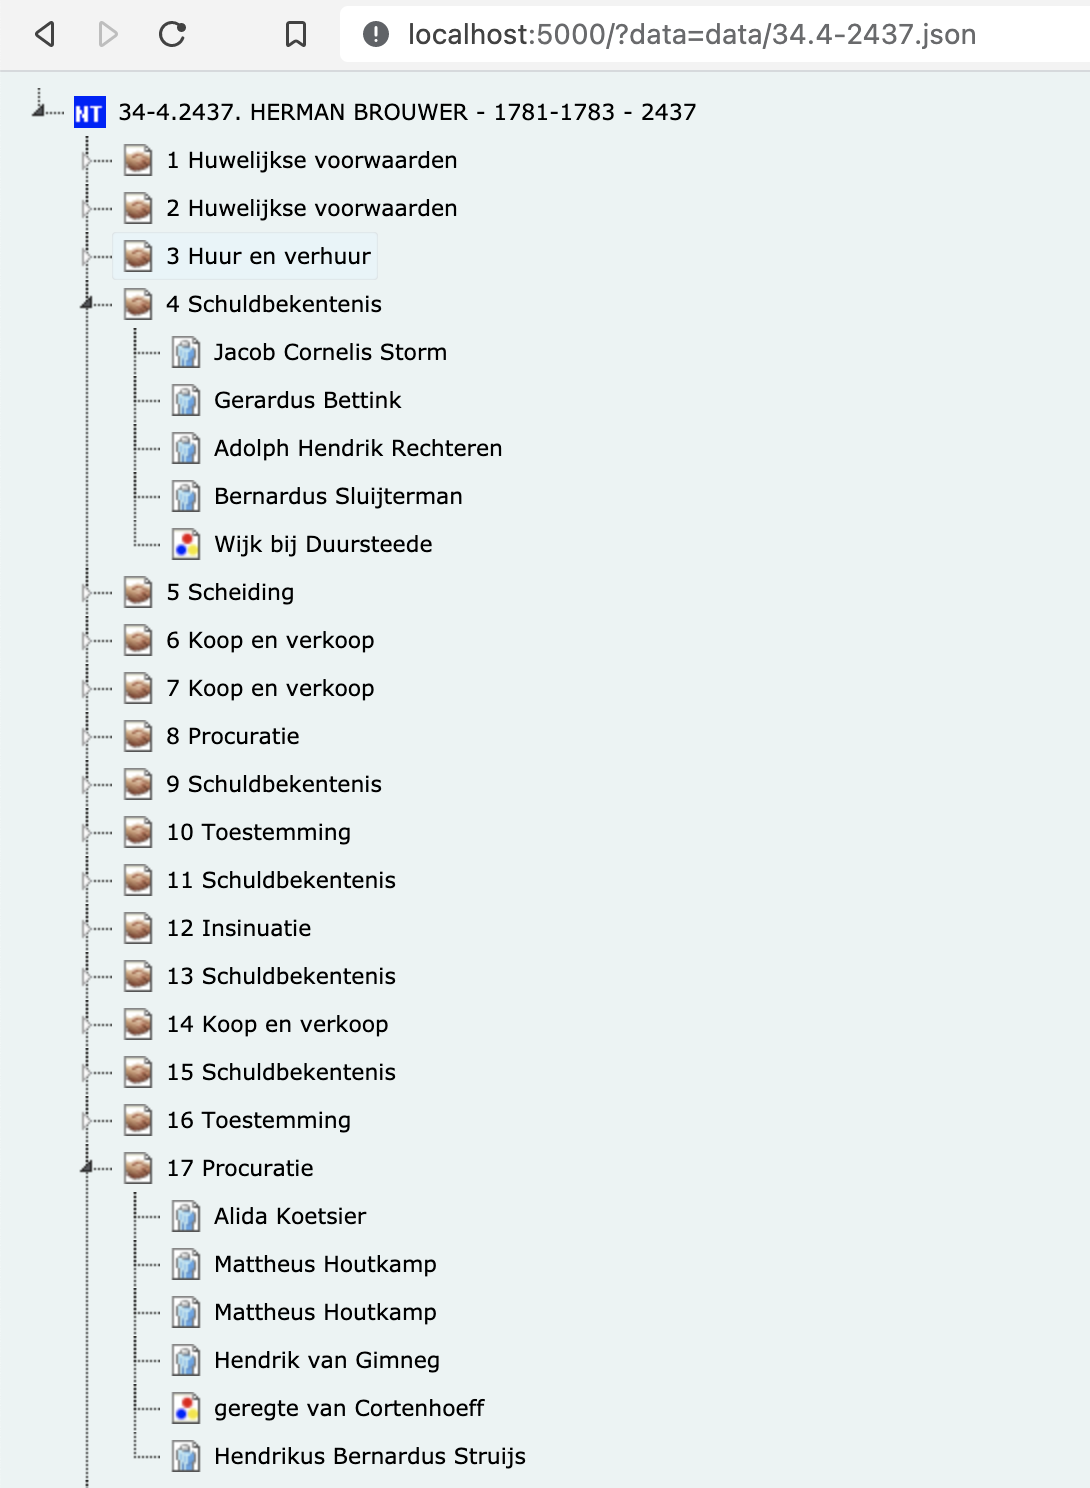 localhost:5000/?data=data/34.4-2437.json
NT 34-4.2437. HERMAN BROUWER - 1781-1783 - 2437
1 Huwelijkse voorwaarden
2 Huwelijkse voorwaarden
3 Huur en verhuur
4 Schuldbekentenis
Jacob Cornelis Storm
Gerardus Bettink
Adolph Hendrik Rechteren
Bernardus Sluijterman
Wijk bij Duursteede
5 Scheiding
6 Koop en verkoop
7 Koop en verkoop
8 Procuratie
9 Schuldbekentenis
10 Toestemming
11 Schuldbekentenis
12 Insinuatie
13 Schuldbekentenis
14 Koop en verkoop
15 Schuldbekentenis
16 Toestemming
17 Procuratie
Alida Koetsier
Mattheus Houtkamp
Mattheus Houtkamp
Hendrik van Gimneg
geregte van Cortenhoeff
Hendrikus Bernardus Struijs